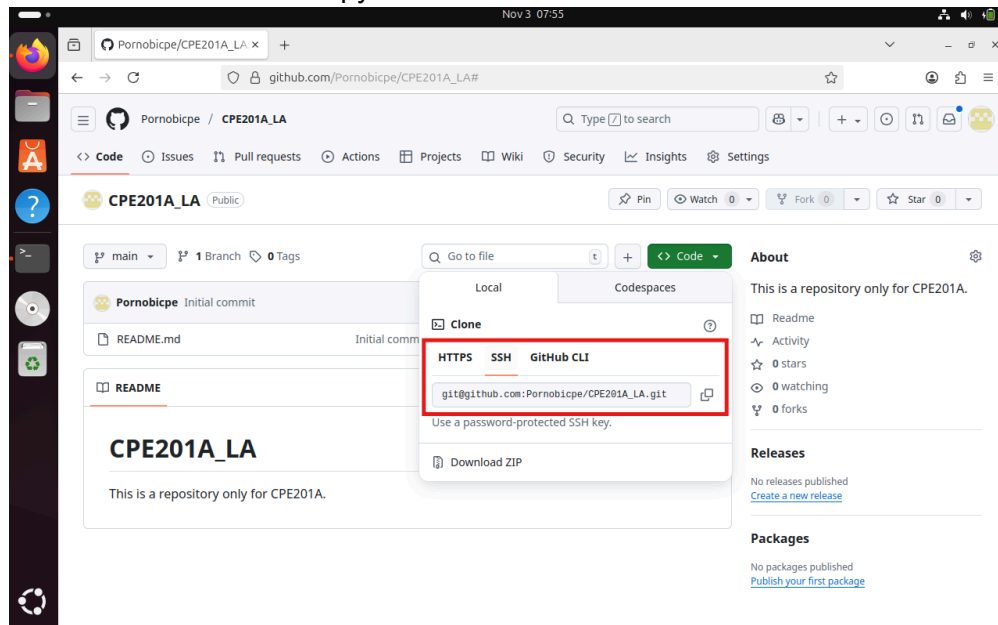 py
Nov 3 07:55
Pornobicpe/CPE201A_LA
github.com/Pornobicpe/CPE201A_LA#
Pornobicpe / CPE201A_LA
Type / to search
Code Issues Pull requests Actions Projects Wiki Security Insights Settings
CPE201A_LA Public
Pin Watch 0 Fork 0 Star 0
main 1 Branch 0 Tags
Go to file t + Code
Local Codespaces
Clone
HTTPS SSH GitHub CLI
git@github.com:Pornobicpe/CPE201A_LA.git
Use a password-protected SSH key.
Download ZIP
Pornobicpe Initial commit
README.md Initial comm
README
CPE201A_LA
This is a repository only for CPE201A.
About
This is a repository only for CPE201A.
Readme
Activity
0 stars
0 watching
0 forks
Releases
No releases published
Create a new release
Packages
No packages published
Publish your first package